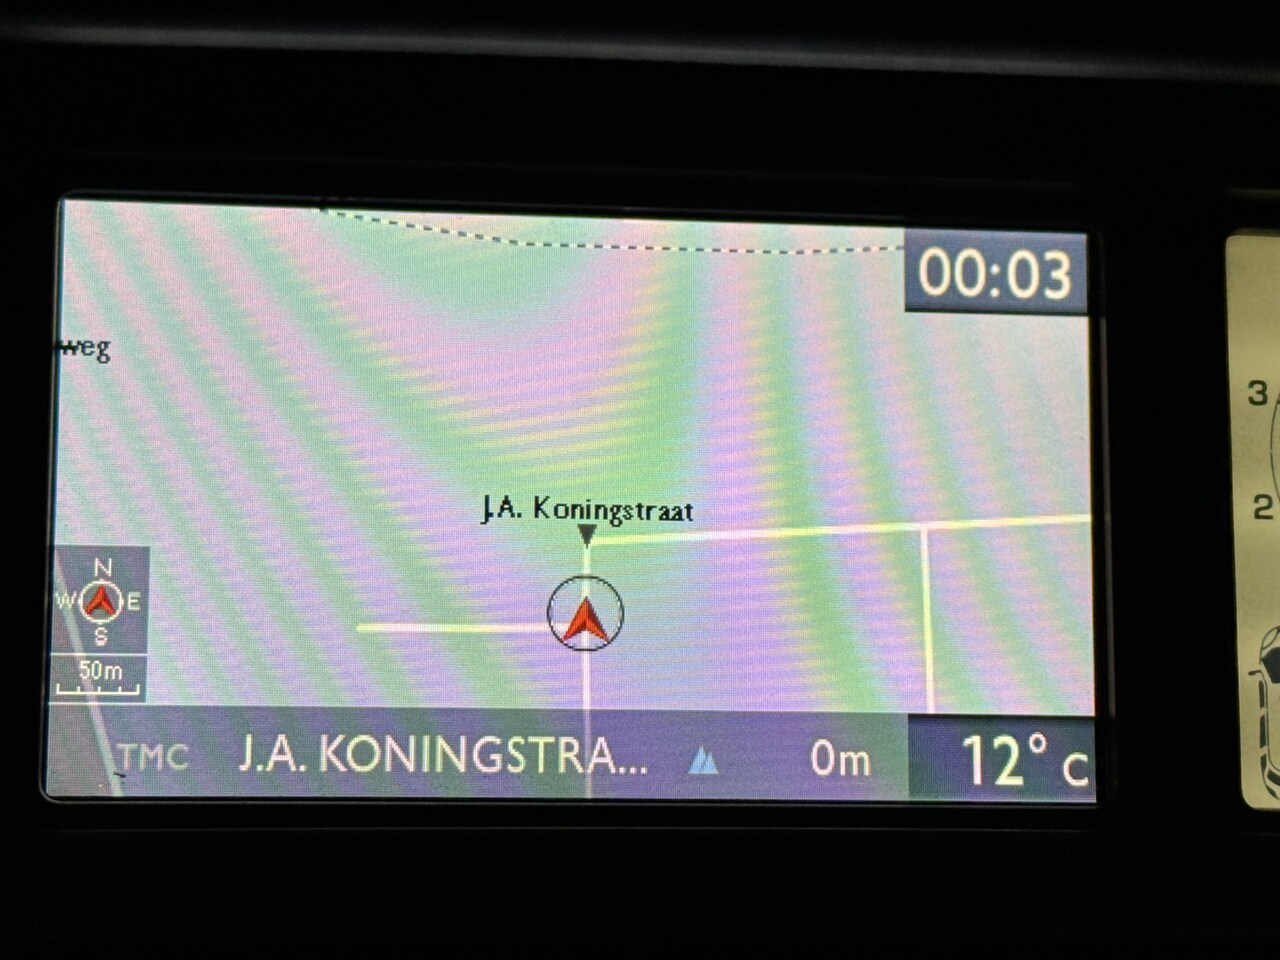 00:03
weg
J.A. Koningstraat
N
W E
S
50m
TMC J.A. KONINGSTRA... 0m 12° C
3
2